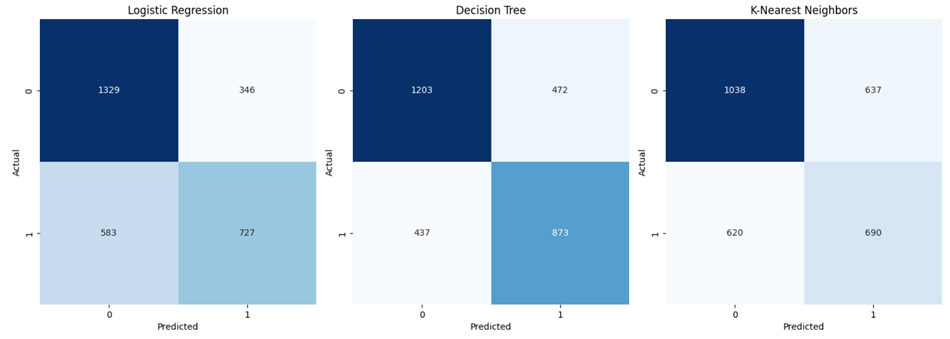 Logistic Regression
0
1329
346
Actual
1
583
727
0
1
Predicted
Decision Tree
0
1203
472
Actual
1
437
873
0
1
Predicted
K-Nearest Neighbors
0
1038
637
Actual
1
620
690
0
1
Predicted